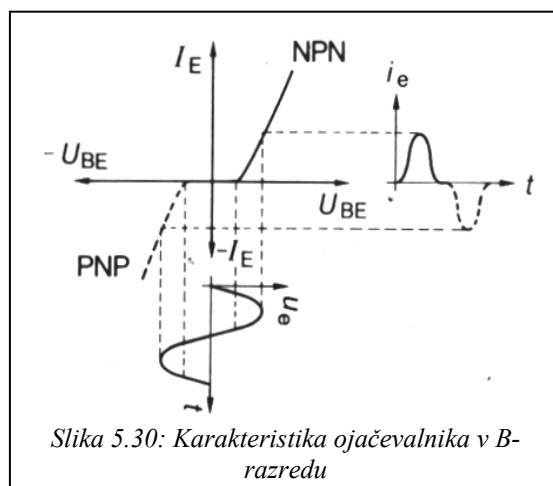 I_E
NPN
i_e
- U_BE
U_BE
t
-I_E
PNP
u_e
t
Slika 5.30: Karakteristika ojačevalnika v B-
razredu